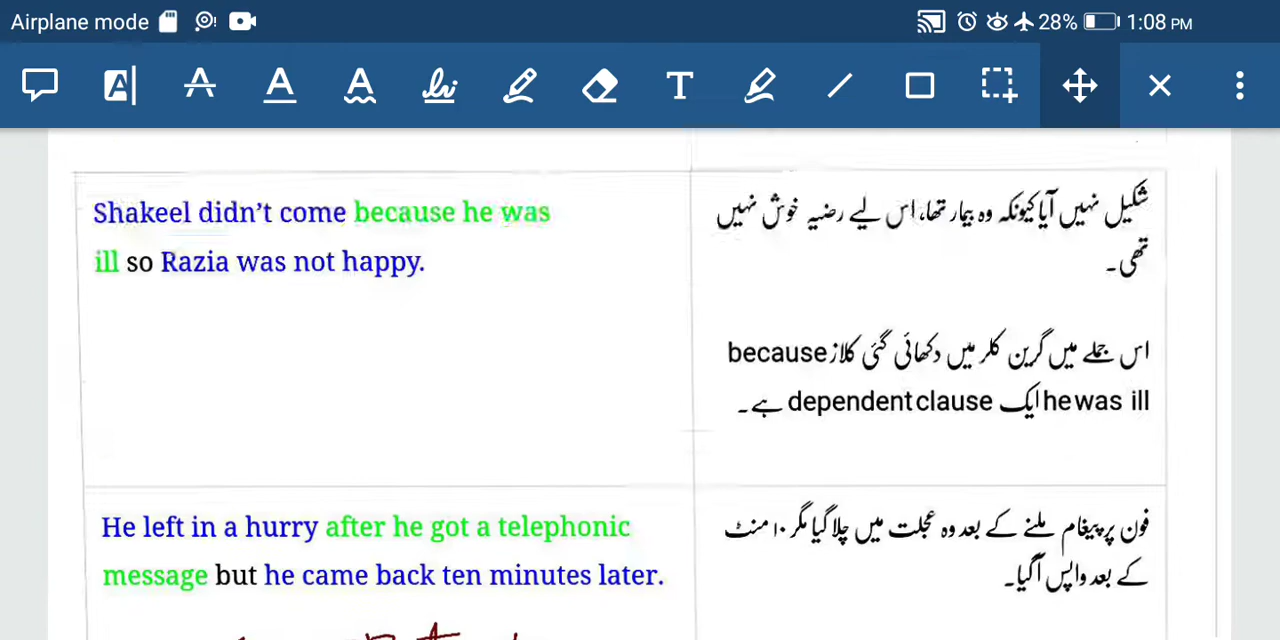 Airplane mode
28% 1:08 PM
Shakeel didn't come because he was
ill so Razia was not happy.
شکیل نہیں آیا کیونکہ وہ بیمار تھا، اس لیے رضیہ خوش نہیں
تھی۔
اس جملے میں گرین کلر میں دکھائی گئی کلاز because
he was ill ایک dependent clause ہے۔
He left in a hurry after he got a telephonic
message but he came back ten minutes later.
فون پر پیغام ملنے کے بعد وہ عجلت میں چلا گیا مگر ۱۰ منٹ
کے بعد واپس آ گیا۔